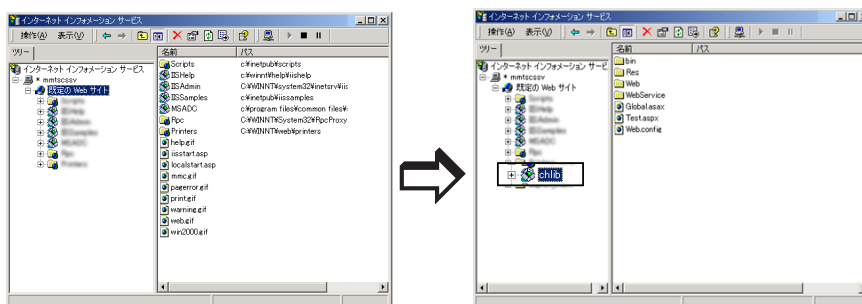 インターネット インフォメーション サービス
操作(A) 表示(V)
ツリー
インターネット インフォメーション サービス
* mmtscssv
既定の Web サイト
名前 パス
Scripts c:¥inetpub¥scripts
IISHelp c:¥winnt¥help¥iishelp
IISAdmin C:¥WINNT¥system32¥inetsrv¥iis
IISSamples c:¥inetpub¥iissamples
MSADC c:¥program files¥common files¥
Rpc C:¥WINNT¥System32¥RpcProxy
Printers C:¥WINNT¥web¥printers
help.gif
iisstart.asp
localstart.asp
mmc.gif
pagerror.gif
print.gif
warning.gif
web.gif
win2000.gif
インターネット インフォメーション サービス
操作(A) 表示(V)
ツリー
インターネット インフォメーション サービ
* mmtscssv
既定の Web サイト
chlib
名前 パス
bin
Res
Web
WebService
Global.asax
Test.aspx
Web.config